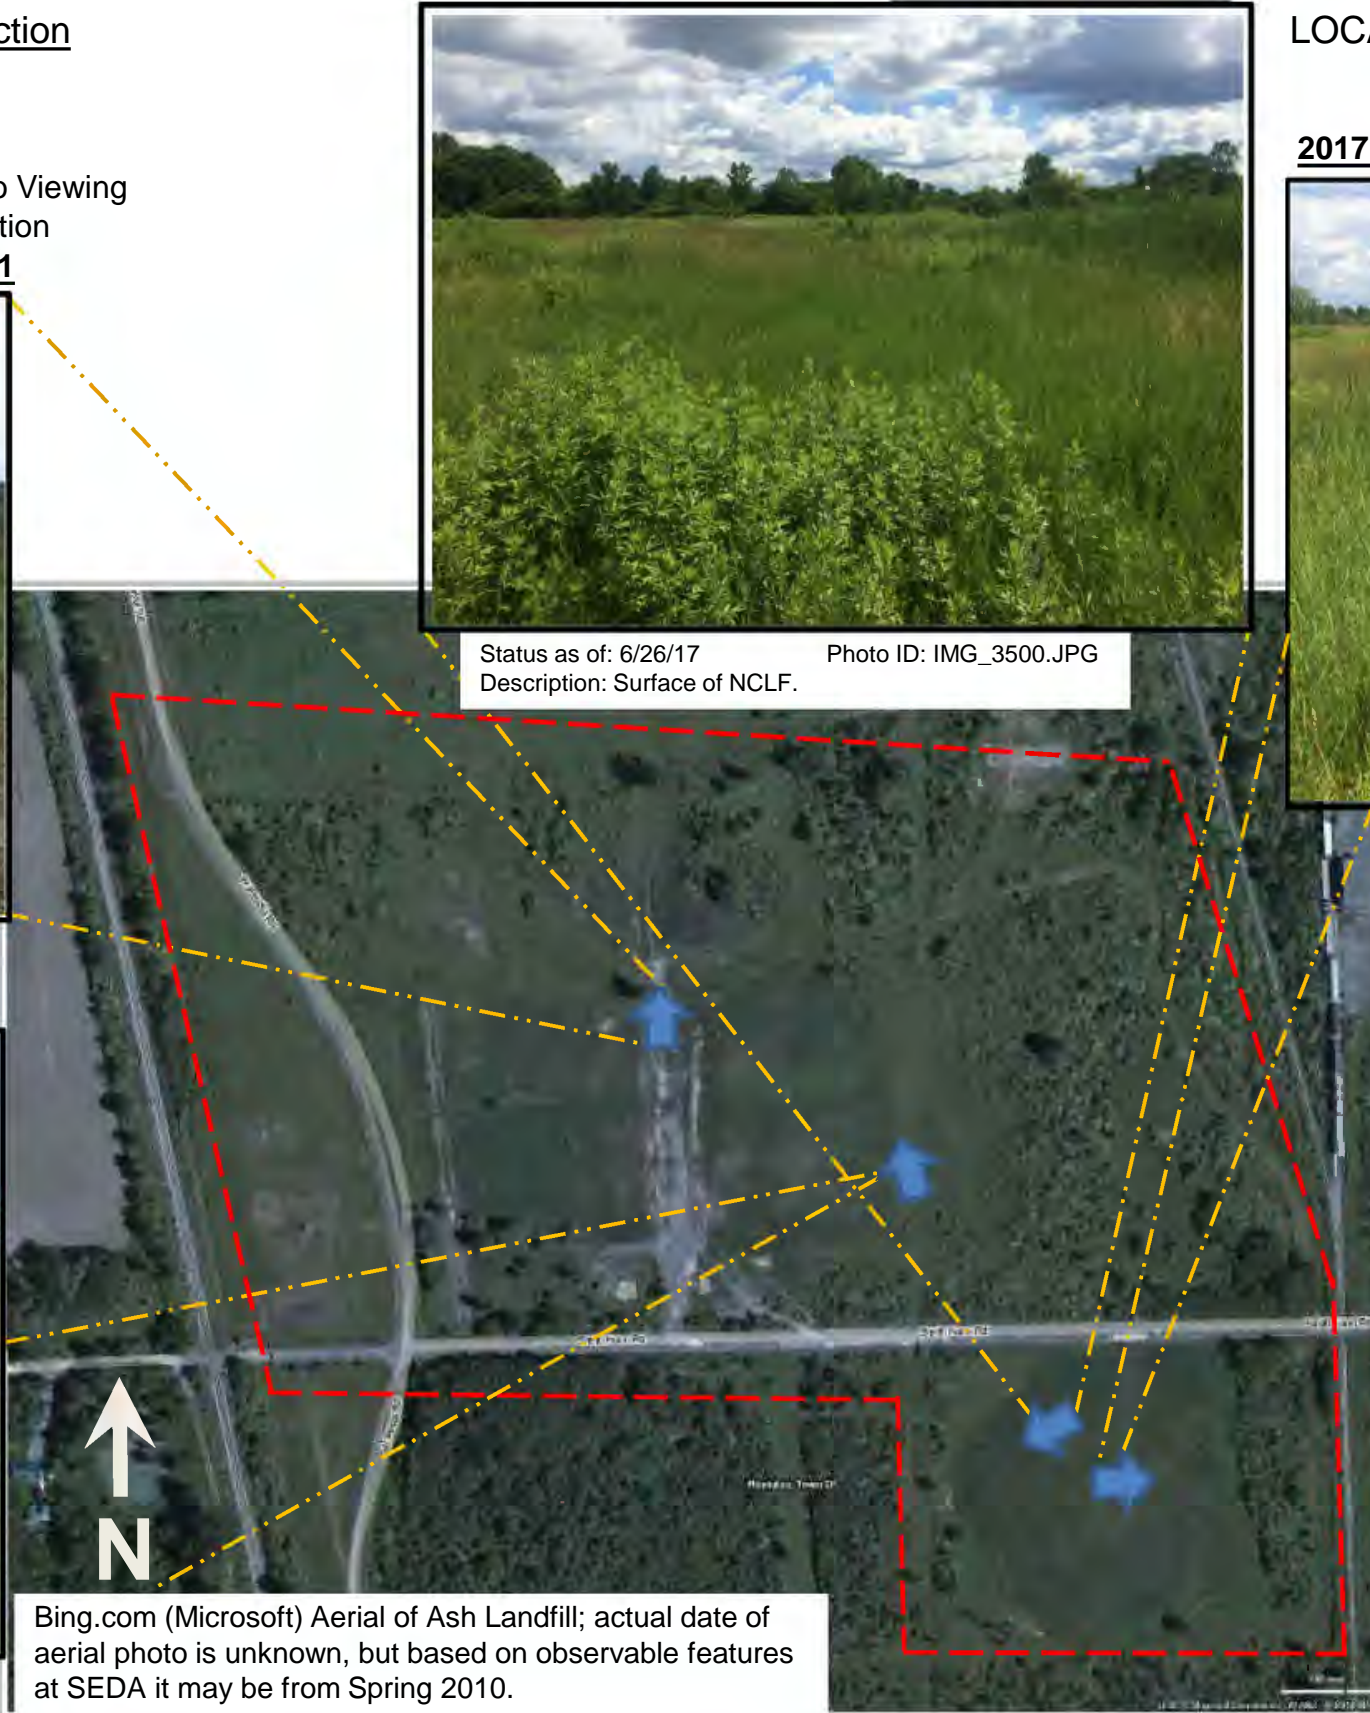 ction
LOCA
2017
o Viewing
tion
1
Status as of: 6/26/17 Photo ID: IMG_3500.JPG
Description: Surface of NCLF.
N
Bing.com (Microsoft) Aerial of Ash Landfill; actual date of
aerial photo is unknown, but based on observable features
at SEDA it may be from Spring 2010.